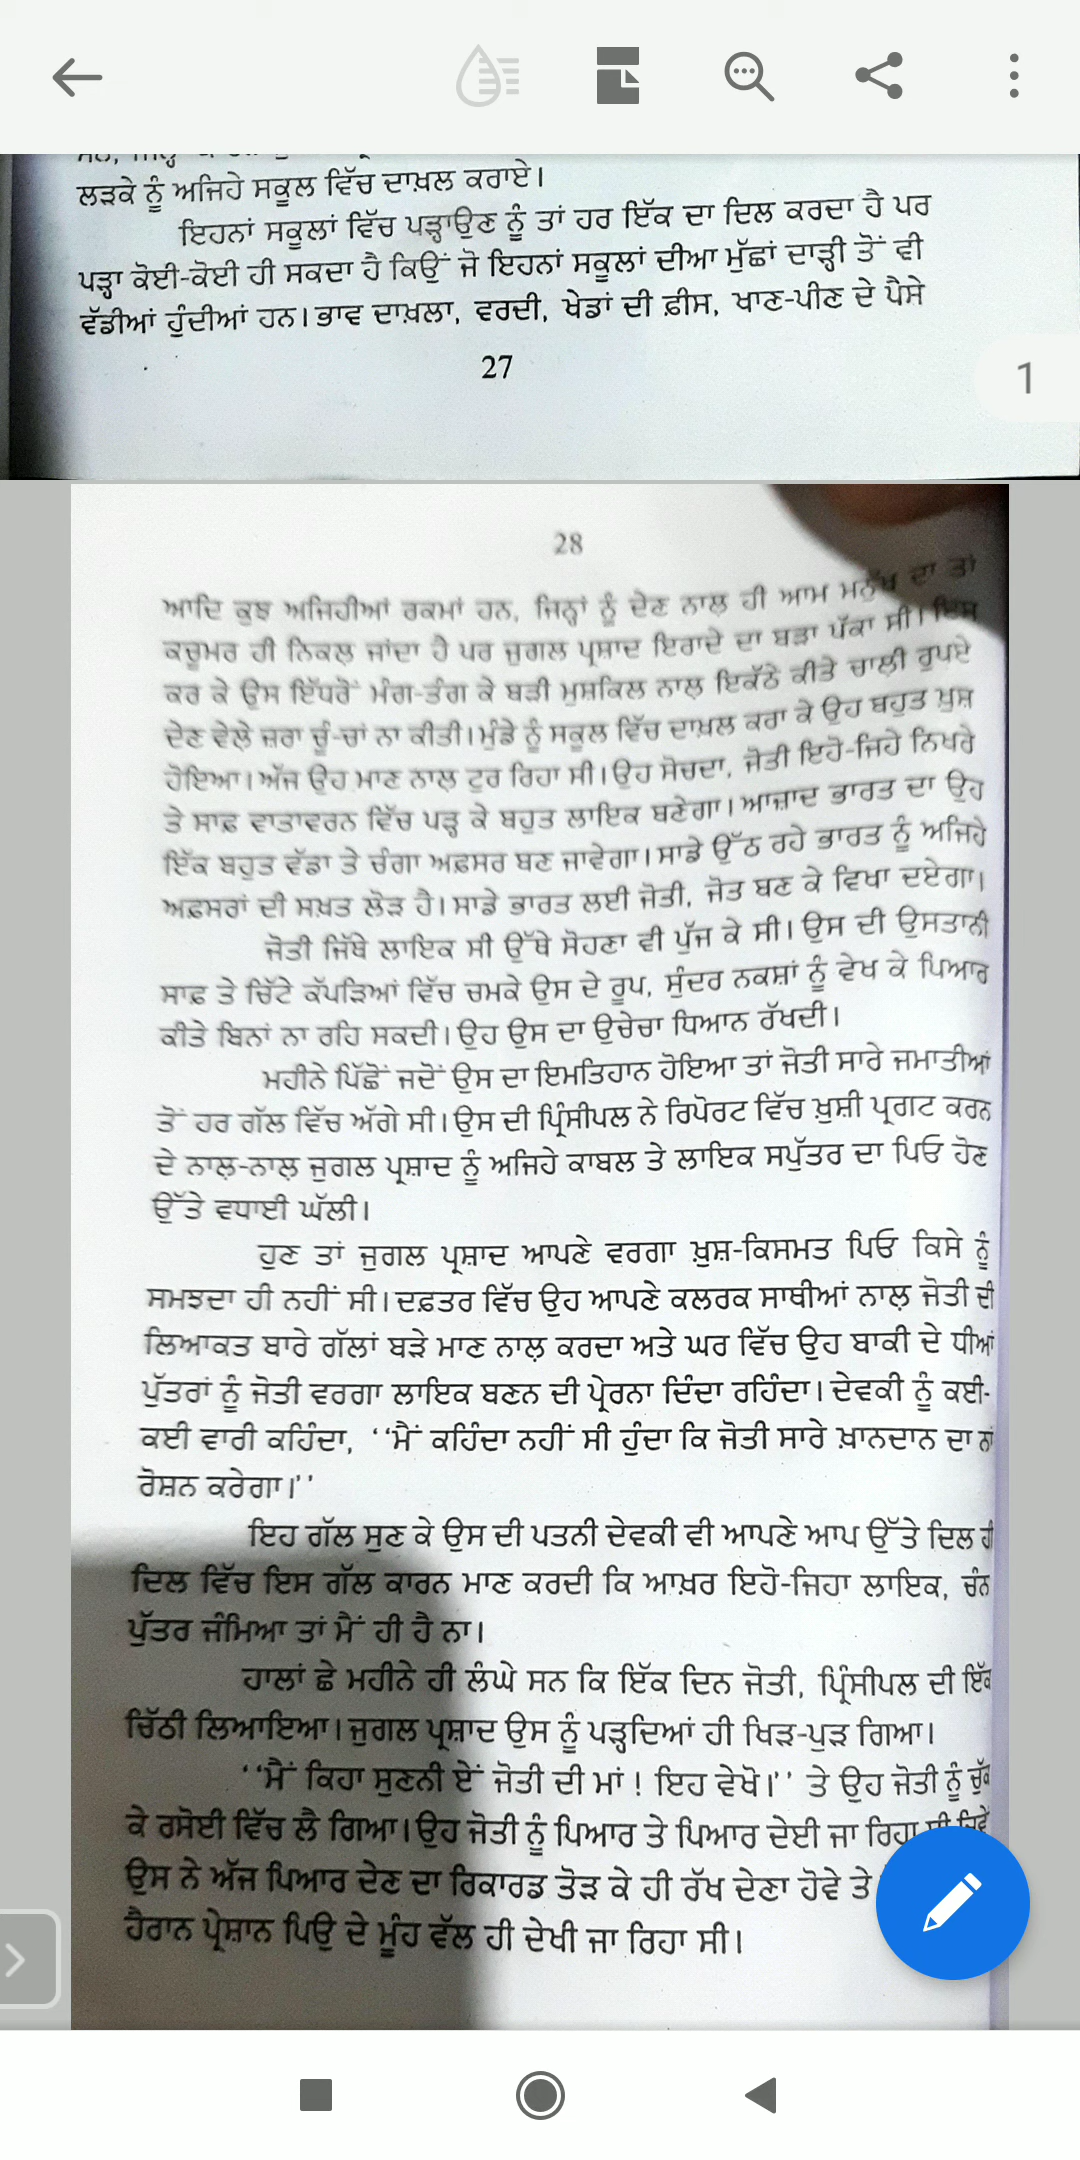 ਲੜਕੇ ਨੂੰ ਅਜਿਹੇ ਸਕੂਲ ਵਿੱਚ ਦਾਖ਼ਲ ਕਰਾਏ।
ਇਹਨਾਂ ਸਕੂਲਾਂ ਵਿੱਚ ਪੜ੍ਹਾਉਣ ਨੂੰ ਤਾਂ ਹਰ ਇੱਕ ਦਾ ਦਿਲ ਕਰਦਾ ਹੈ ਪਰ
ਪੜ੍ਹਾ ਕੋਈ-ਕੋਈ ਹੀ ਸਕਦਾ ਹੈ ਕਿਉਂ ਜੋ ਇਹਨਾਂ ਸਕੂਲਾਂ ਦੀਆ ਮੁੱਛਾਂ ਦਾੜ੍ਹੀ ਤੋਂ ਵੀ
ਵੱਡੀਆਂ ਹੁੰਦੀਆਂ ਹਨ। ਭਾਵ ਦਾਖ਼ਲਾ, ਵਰਦੀ, ਖੇਡਾਂ ਦੀ ਫ਼ੀਸ, ਖਾਣ-ਪੀਣ ਦੇ ਪੈਸੇ
27
1
28
ਆਦਿ ਕੁਝ ਅਜਿਹੀਆਂ ਰਕਮਾਂ ਹਨ, ਜਿਨ੍ਹਾਂ ਨੂੰ ਦੇਣ ਨਾਲ਼ ਹੀ ਆਮ ਮਨੁੱਖ ਦਾ ਤਾਂ
ਕਚੂਮਰ ਹੀ ਨਿਕਲ਼ ਜਾਂਦਾ ਹੈ ਪਰ ਜੁਗਲ ਪ੍ਰਸ਼ਾਦ ਇਰਾਦੇ ਦਾ ਬੜਾ ਪੱਕਾ ਸੀ। ਇਸ
ਕਰ ਕੇ ਉਸ ਇੱਧਰੋਂ ਮੰਗ-ਤੰਗ ਕੇ ਬੜੀ ਮੁਸ਼ਕਿਲ ਨਾਲ਼ ਇਕੱਠੇ ਕੀਤੇ ਚਾਲ਼ੀ ਰੁਪਏ
ਦੇਣ ਵੇਲ਼ੇ ਜ਼ਰਾ ਚੂੰ-ਚਾਂ ਨਾ ਕੀਤੀ। ਮੁੰਡੇ ਨੂੰ ਸਕੂਲ ਵਿੱਚ ਦਾਖ਼ਲ ਕਰਾ ਕੇ ਉਹ ਬਹੁਤ ਖ਼ੁਸ਼
ਹੋਇਆ। ਅੱਜ ਉਹ ਮਾਣ ਨਾਲ਼ ਟੁਰ ਰਿਹਾ ਸੀ। ਉਹ ਸੋਚਦਾ, ਜੋਤੀ ਇਹੋ-ਜਿਹੇ ਨਿਖਰੇ
ਤੇ ਸਾਫ਼ ਵਾਤਾਵਰਨ ਵਿੱਚ ਪੜ੍ਹ ਕੇ ਬਹੁਤ ਲਾਇਕ ਬਣੇਗਾ। ਆਜ਼ਾਦ ਭਾਰਤ ਦਾ ਉਹ
ਇੱਕ ਬਹੁਤ ਵੱਡਾ ਤੇ ਚੰਗਾ ਅਫ਼ਸਰ ਬਣ ਜਾਵੇਗਾ। ਸਾਡੇ ਉੱਠ ਰਹੇ ਭਾਰਤ ਨੂੰ ਅਜਿਹੇ
ਅਫ਼ਸਰਾਂ ਦੀ ਸਖ਼ਤ ਲੋੜ ਹੈ। ਸਾਡੇ ਭਾਰਤ ਲਈ ਜੋਤੀ, ਜੋਤ ਬਣ ਕੇ ਵਿਖਾ ਦਏਗਾ।
ਜੋਤੀ ਜਿੱਥੇ ਲਾਇਕ ਸੀ ਉੱਥੇ ਸੋਹਣਾ ਵੀ ਪੁੱਜ ਕੇ ਸੀ। ਉਸ ਦੀ ਉਸਤਾਨੀ
ਸਾਫ਼ ਤੇ ਚਿੱਟੇ ਕੱਪੜਿਆਂ ਵਿੱਚ ਚਮਕੇ ਉਸ ਦੇ ਰੂਪ, ਸੁੰਦਰ ਨਕਸ਼ਾਂ ਨੂੰ ਵੇਖ ਕੇ ਪਿਆਰ
ਕੀਤੇ ਬਿਨਾਂ ਨਾ ਰਹਿ ਸਕਦੀ। ਉਹ ਉਸ ਦਾ ਉਚੇਚਾ ਧਿਆਨ ਰੱਖਦੀ।
ਮਹੀਨੇ ਪਿੱਛੋਂ ਜਦੋਂ ਉਸ ਦਾ ਇਮਤਿਹਾਨ ਹੋਇਆ ਤਾਂ ਜੋਤੀ ਸਾਰੇ ਜਮਾਤੀਆਂ
ਤੋਂ ਹਰ ਗੱਲ ਵਿੱਚ ਅੱਗੇ ਸੀ। ਉਸ ਦੀ ਪ੍ਰਿੰਸੀਪਲ ਨੇ ਰਿਪੋਰਟ ਵਿੱਚ ਖ਼ੁਸ਼ੀ ਪ੍ਰਗਟ ਕਰਨ
ਦੇ ਨਾਲ਼-ਨਾਲ਼ ਜੁਗਲ ਪ੍ਰਸ਼ਾਦ ਨੂੰ ਅਜਿਹੇ ਕਾਬਲ ਤੇ ਲਾਇਕ ਸਪੁੱਤਰ ਦਾ ਪਿਓ ਹੋਣ
ਉੱਤੇ ਵਧਾਈ ਘੱਲੀ।
ਹੁਣ ਤਾਂ ਜੁਗਲ ਪ੍ਰਸ਼ਾਦ ਆਪਣੇ ਵਰਗਾ ਖ਼ੁਸ਼-ਕਿਸਮਤ ਪਿਓ ਕਿਸੇ ਨੂੰ
ਸਮਝਦਾ ਹੀ ਨਹੀਂ ਸੀ। ਦਫ਼ਤਰ ਵਿੱਚ ਉਹ ਆਪਣੇ ਕਲਰਕ ਸਾਥੀਆਂ ਨਾਲ਼ ਜੋਤੀ ਦੀ
ਲਿਆਕਤ ਬਾਰੇ ਗੱਲਾਂ ਬੜੇ ਮਾਣ ਨਾਲ਼ ਕਰਦਾ ਅਤੇ ਘਰ ਵਿੱਚ ਉਹ ਬਾਕੀ ਦੇ ਧੀਆਂ
ਪੁੱਤਰਾਂ ਨੂੰ ਜੋਤੀ ਵਰਗਾ ਲਾਇਕ ਬਣਨ ਦੀ ਪ੍ਰੇਰਨਾ ਦਿੰਦਾ ਰਹਿੰਦਾ। ਦੇਵਕੀ ਨੂੰ ਕਈ-
ਕਈ ਵਾਰੀ ਕਹਿੰਦਾ, ‘‘ਮੈਂ ਕਹਿੰਦਾ ਨਹੀਂ ਸੀ ਹੁੰਦਾ ਕਿ ਜੋਤੀ ਸਾਰੇ ਖ਼ਾਨਦਾਨ ਦਾ ਨਾਂ
ਰੋਸ਼ਨ ਕਰੇਗਾ।’’
ਇਹ ਗੱਲ ਸੁਣ ਕੇ ਉਸ ਦੀ ਪਤਨੀ ਦੇਵਕੀ ਵੀ ਆਪਣੇ ਆਪ ਉੱਤੇ ਦਿਲ ਹੀ
ਦਿਲ ਵਿੱਚ ਇਸ ਗੱਲ ਕਾਰਨ ਮਾਣ ਕਰਦੀ ਕਿ ਆਖ਼ਰ ਇਹੋ-ਜਿਹਾ ਲਾਇਕ, ਚੰਨ
ਪੁੱਤਰ ਜੰਮਿਆ ਤਾਂ ਮੈਂ ਹੀ ਹੈ ਨਾ।
ਹਾਲਾਂ ਛੇ ਮਹੀਨੇ ਹੀ ਲੰਘੇ ਸਨ ਕਿ ਇੱਕ ਦਿਨ ਜੋਤੀ, ਪ੍ਰਿੰਸੀਪਲ ਦੀ ਇੱਕ
ਚਿੱਠੀ ਲਿਆਇਆ। ਜੁਗਲ ਪ੍ਰਸ਼ਾਦ ਉਸ ਨੂੰ ਪੜ੍ਹਦਿਆਂ ਹੀ ਖਿੜ-ਪੁੜ ਗਿਆ।
‘‘ਮੈਂ ਕਿਹਾ ਸੁਣਨੀ ਏਂ ਜੋਤੀ ਦੀ ਮਾਂ ! ਇਹ ਵੇਖੋ।’’ ਤੇ ਉਹ ਜੋਤੀ ਨੂੰ ਚੁੱਕ
ਕੇ ਰਸੋਈ ਵਿੱਚ ਲੈ ਗਿਆ। ਉਹ ਜੋਤੀ ਨੂੰ ਪਿਆਰ ਤੇ ਪਿਆਰ ਦੇਈ ਜਾ ਰਿਹਾ ਸੀ ਜਿਵੇਂ
ਉਸ ਨੇ ਅੱਜ ਪਿਆਰ ਦੇਣ ਦਾ ਰਿਕਾਰਡ ਤੋੜ ਕੇ ਹੀ ਰੱਖ ਦੇਣਾ ਹੋਵੇ ਤੇ
ਹੈਰਾਨ ਪ੍ਰੇਸ਼ਾਨ ਪਿਉ ਦੇ ਮੂੰਹ ਵੱਲ ਹੀ ਦੇਖੀ ਜਾ ਰਿਹਾ ਸੀ।